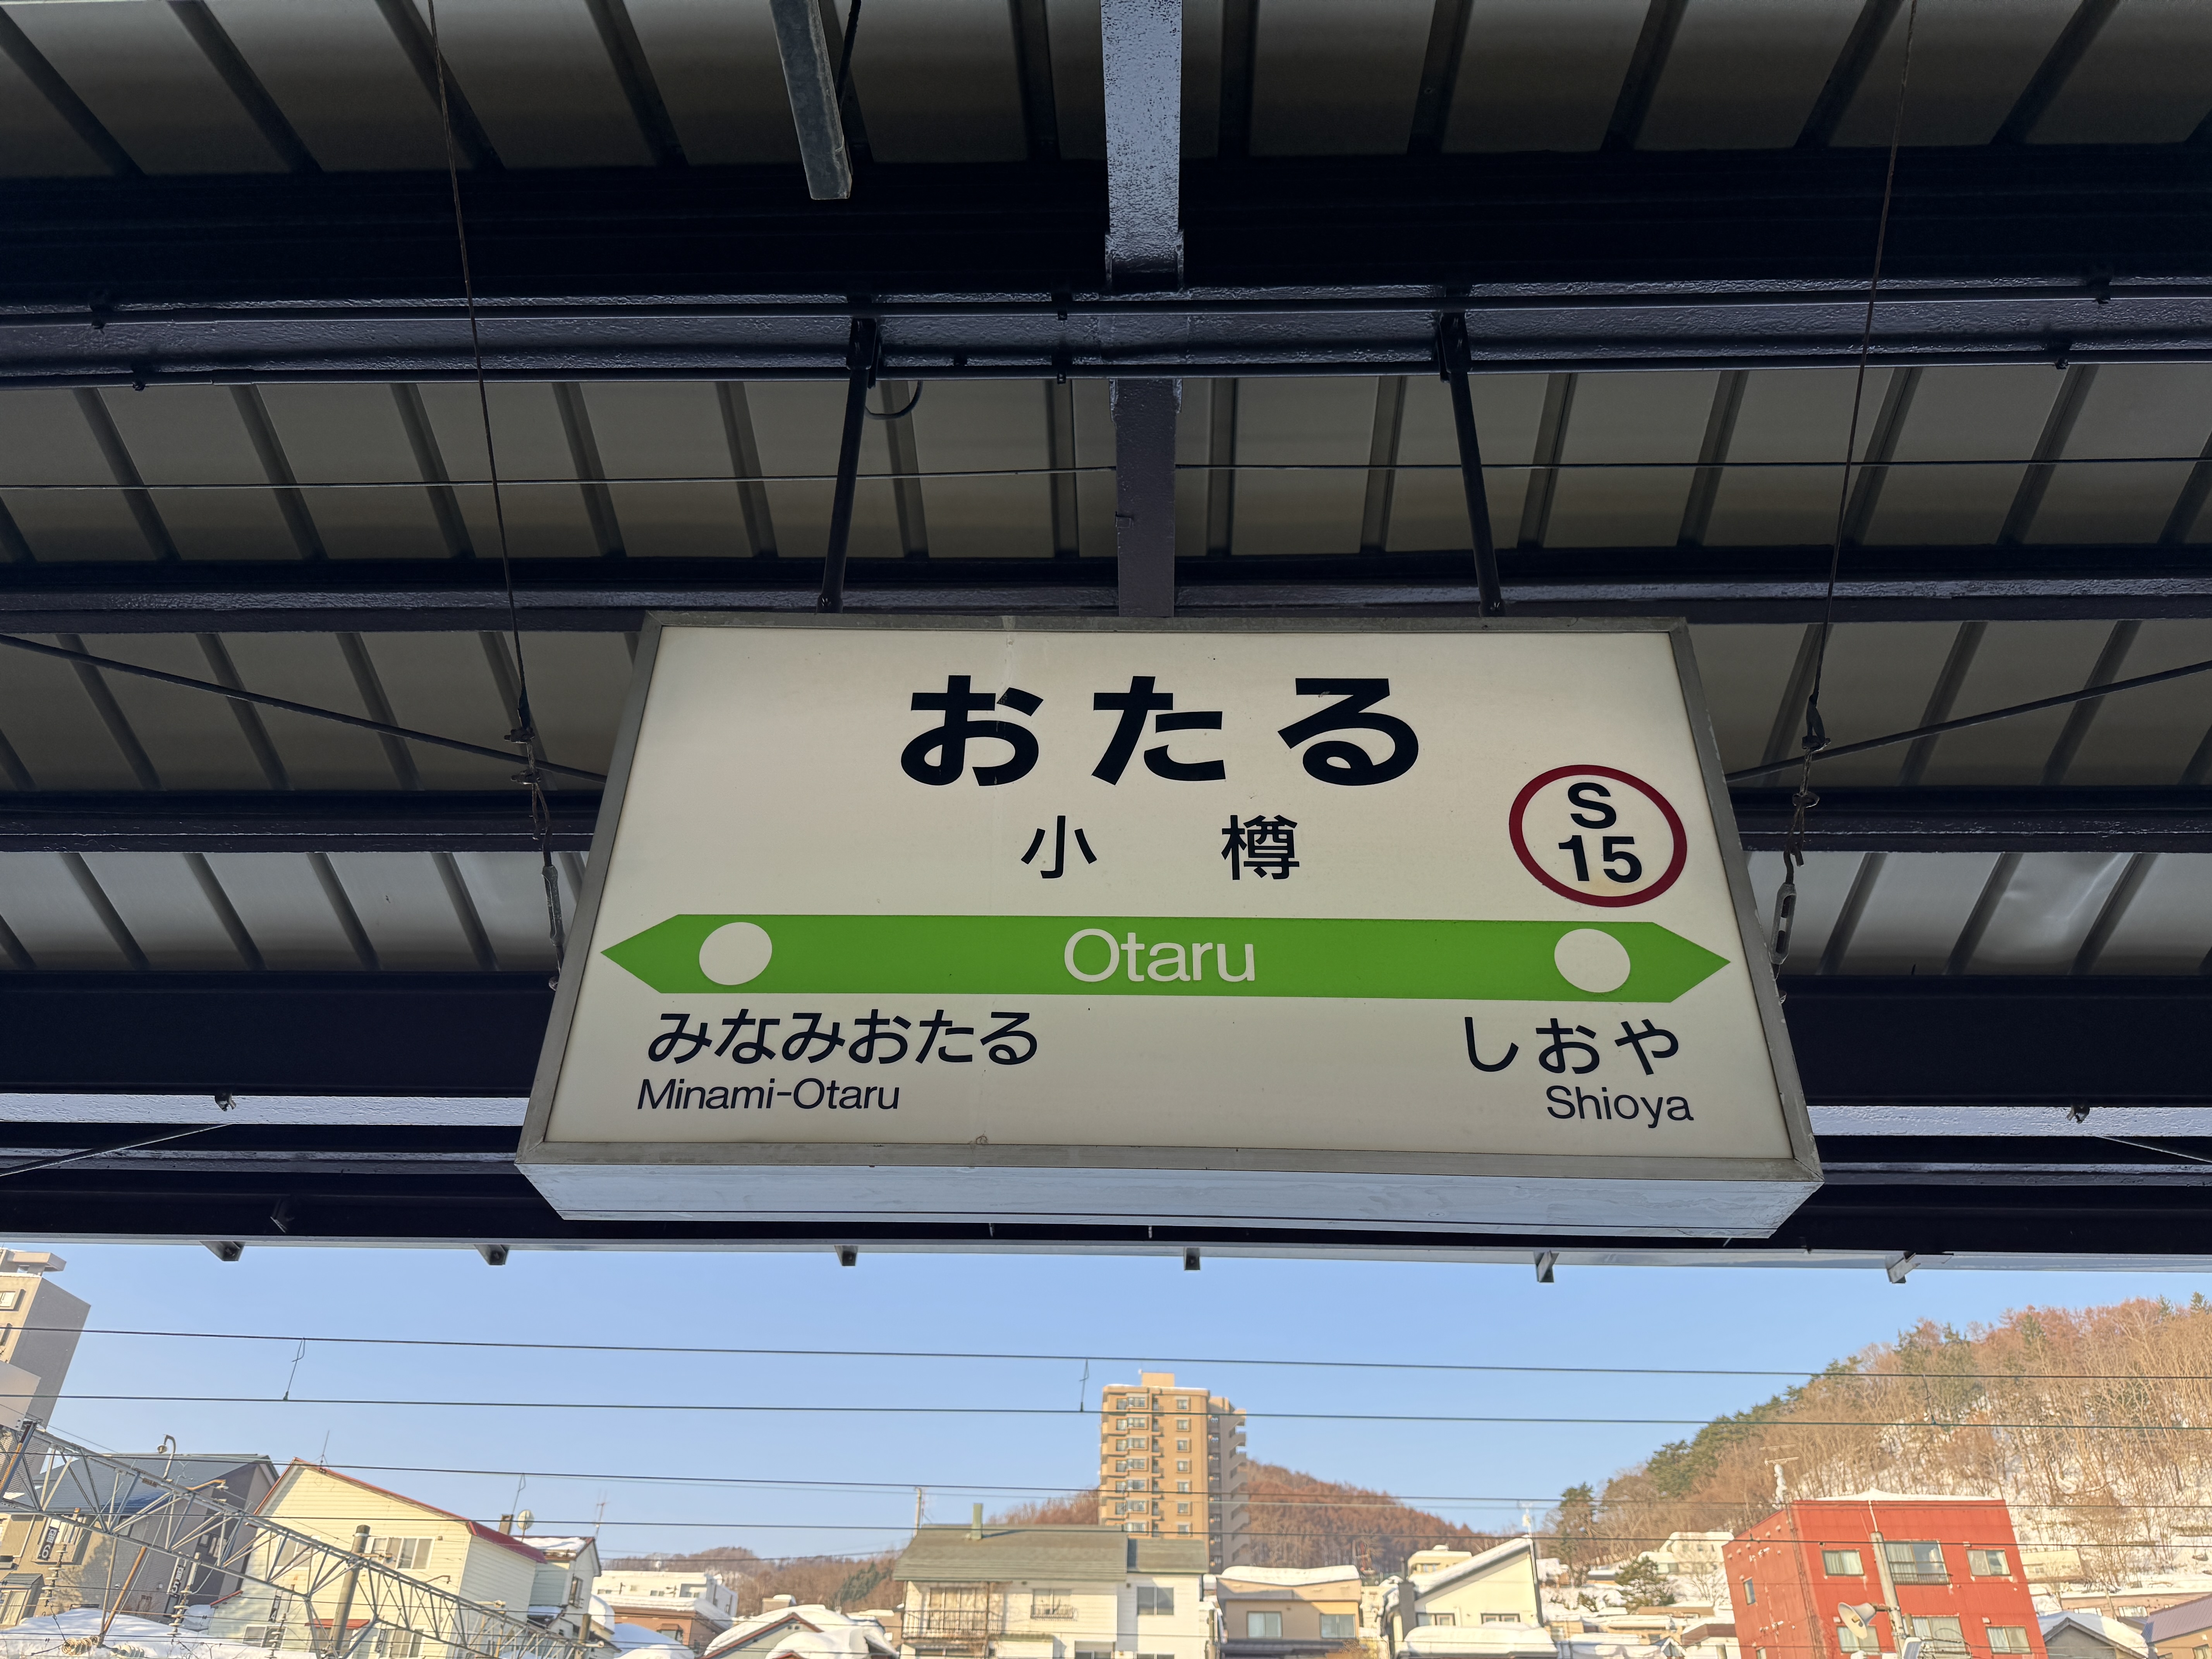 おたる
小樽
S
15
Otaru
みなみおたる
Minami-Otaru
しおや
Shioya